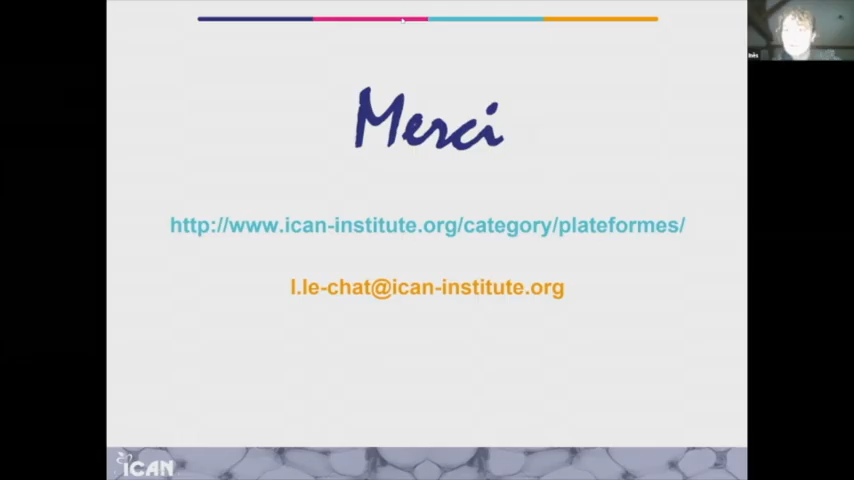 Merci
http://www.ican-institute.org/category/plateformes/
l.le-chat@ican-institute.org
ICAN